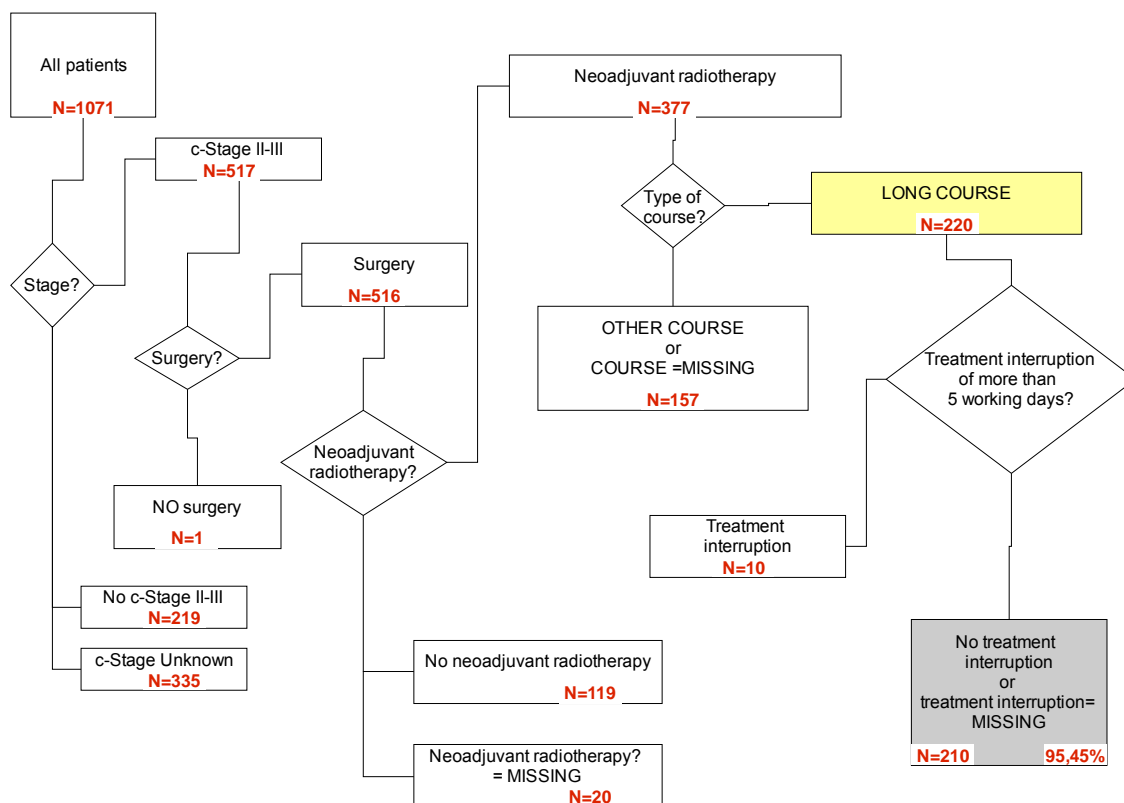 All patients
N=1071
c-Stage II-III
N=517
Stage?
Surgery
N=516
Surgery?
NO surgery
N=1
No c-Stage II-III
N=219
c-Stage Unknown
N=335
Neoadjuvant radiotherapy
N=377
Type of
course?
LONG COURSE
N=220
OTHER COURSE
or
COURSE =MISSING
N=157
Neoadjuvant
radiotherapy?
No neoadjuvant radiotherapy
N=119
Neoadjuvant radiotherapy?
= MISSING
N=20
Treatment interruption
of more than
5 working days?
Treatment
interruption
N=10
No treatment
interruption
or
treatment interruption=
MISSING
N=210 95,45%